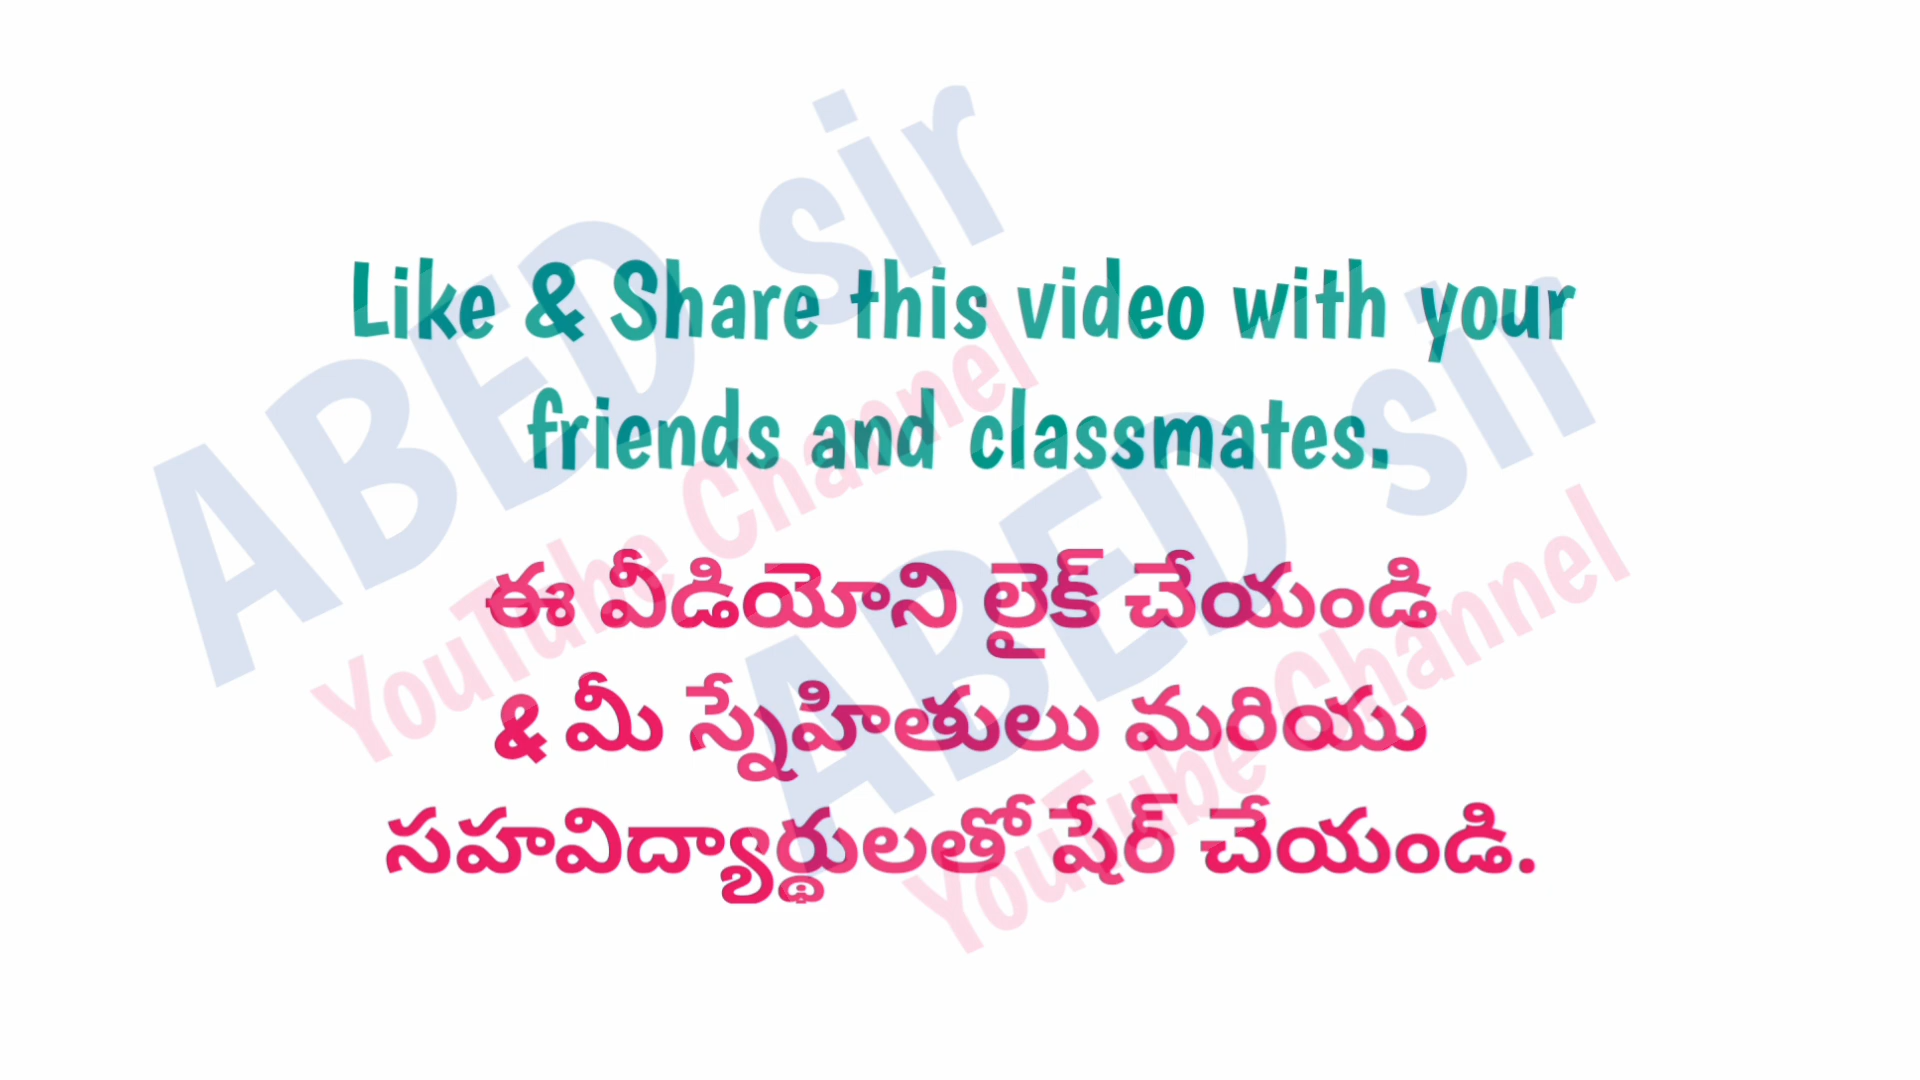 Like & Share this video with your
friends and classmates.
ఈ వీడియోని లైక్ చేయండి
& మీ స్నేహితులు మరియు
సహవిద్యార్థులతో షేర్ చేయండి.
ABED sir
YouTube Channel
ABED sir
YouTube Channel